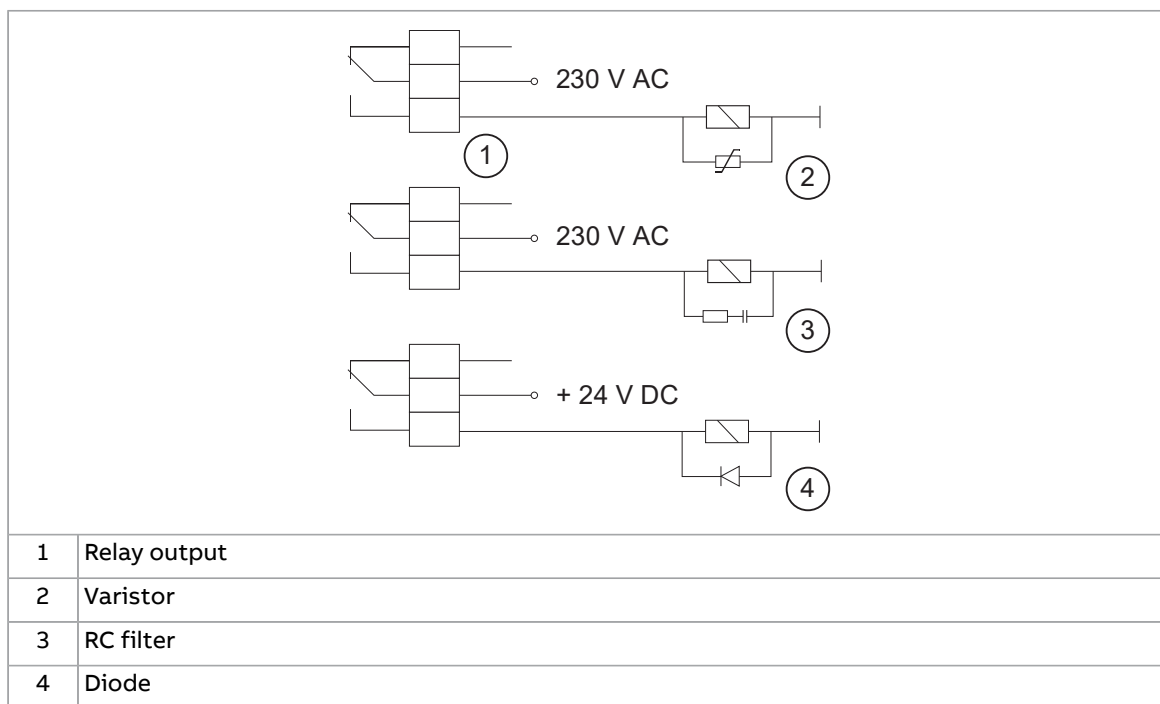 230 V AC
1
2
230 V AC
3
+ 24 V DC
4
1 Relay output
2 Varistor
3 RC filter
4 Diode